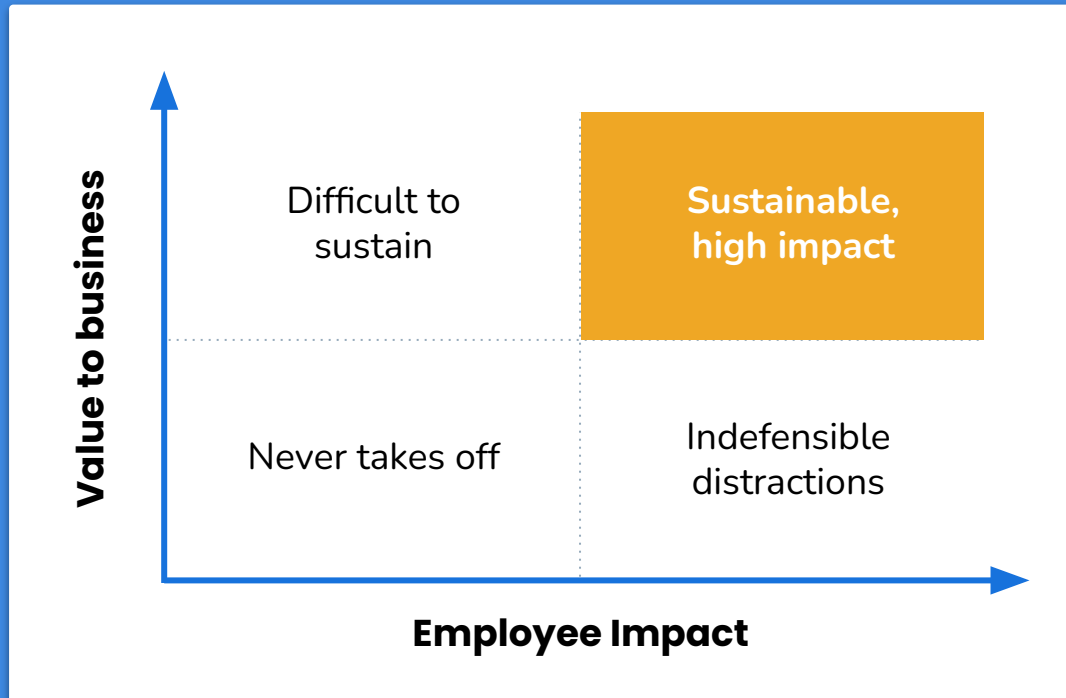 Value to business
Difficult to
sustain
Sustainable,
high impact
Never takes off
Indefensible
distractions
Employee Impact